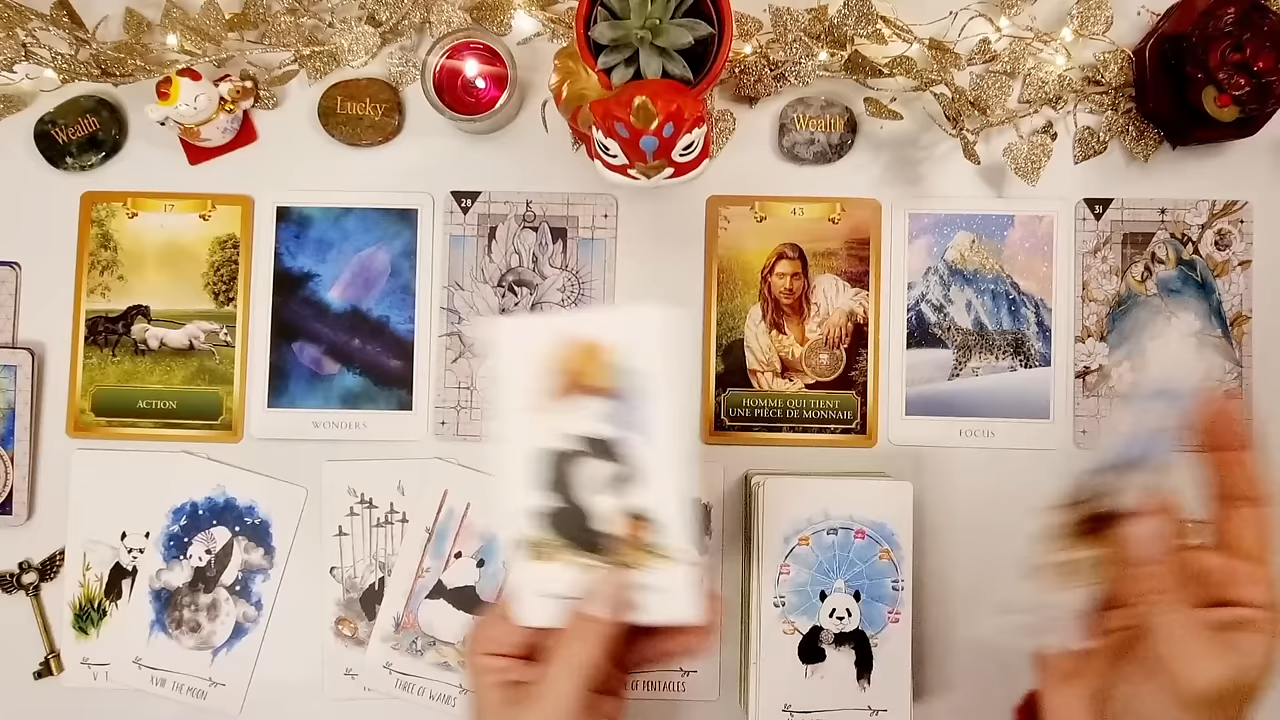 Wealth
Lucky
Wealth
17
ACTION
WONDERS
28
43
HOMME QUI TIENT
UNE PIÈCE DE MONNAIE
FOCUS
31
XVIII THE MOON
THREE OF WANDS
OF PENTACLES